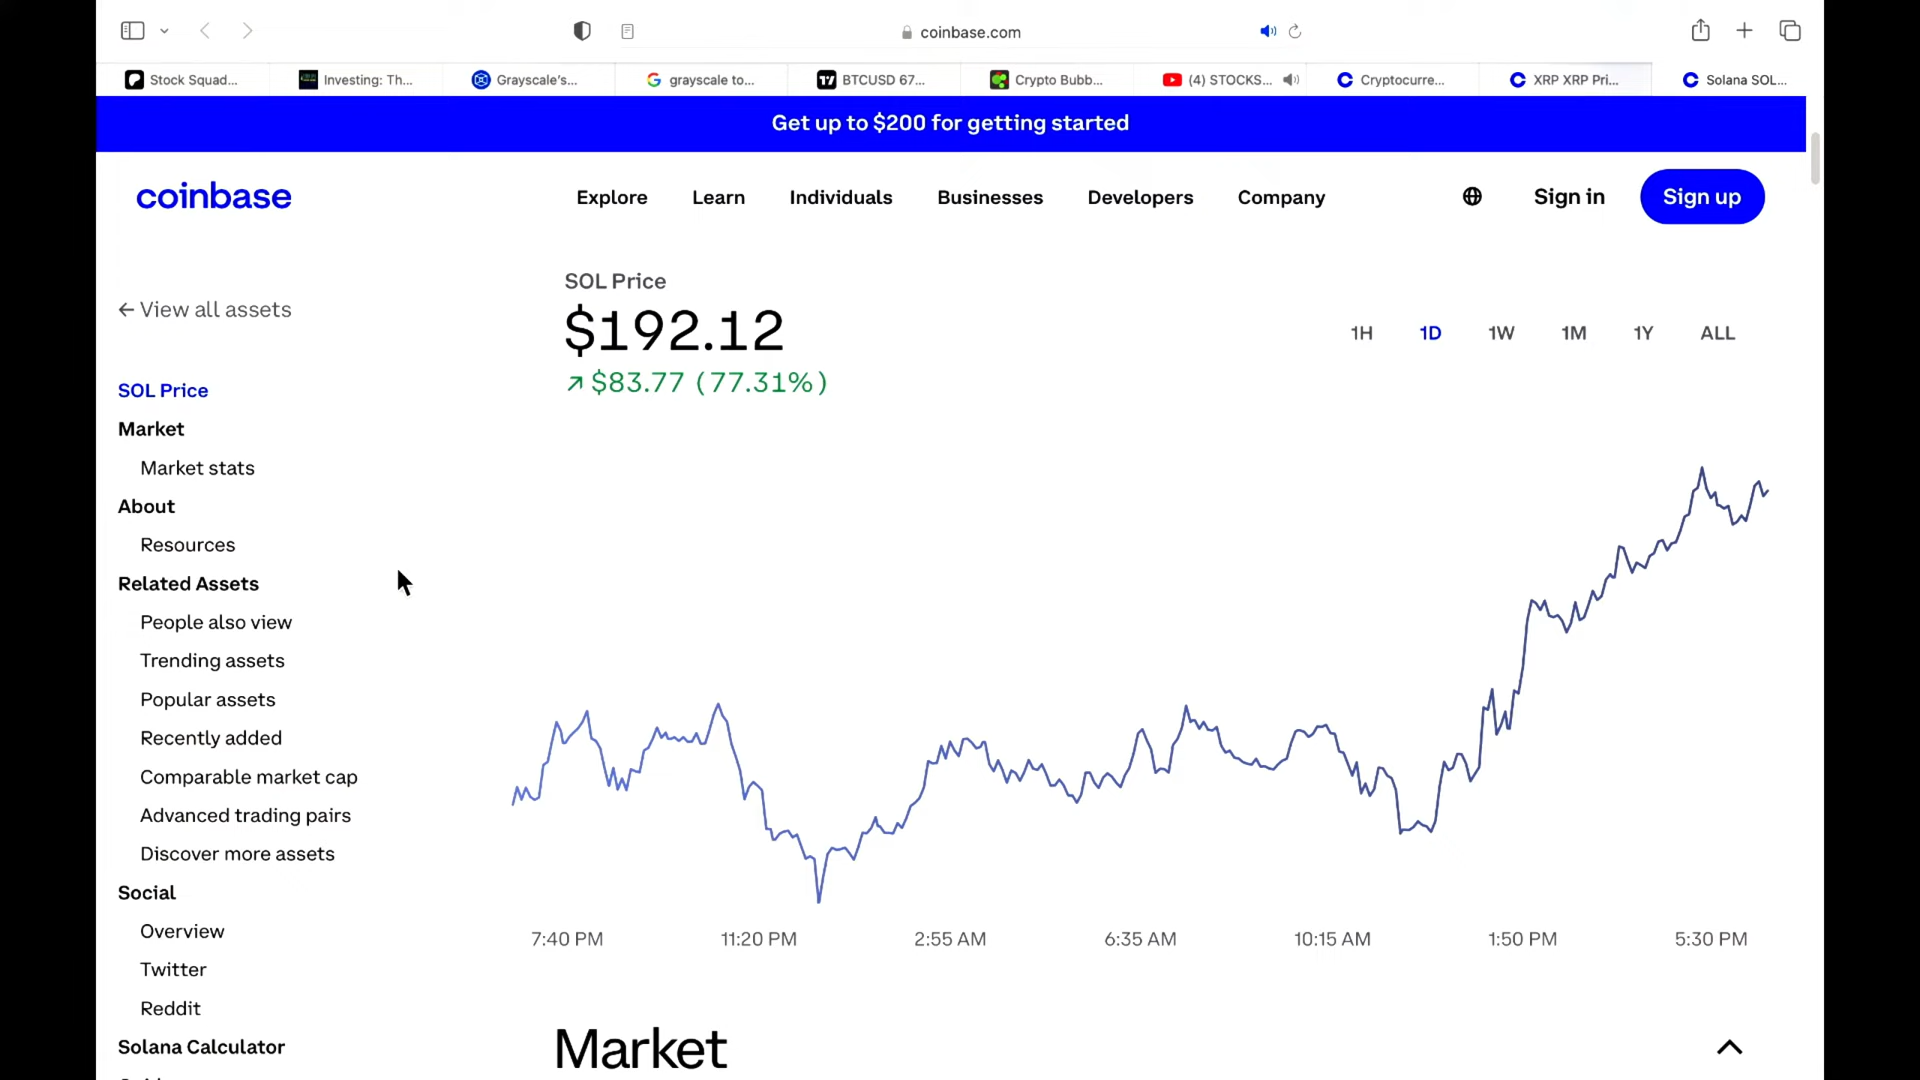 coinbase.com
Stock Squad...
Investing: Th...
Grayscale's...
grayscale to...
BTCUSD 67...
Crypto Bubb...
(4) STOCKS...
Cryptocurre...
XRP XRP Pri...
Solana SOL...
Get up to $200 for getting started
coinbase
Explore
Learn
Individuals
Businesses
Developers
Company
Sign in
Sign up
← View all assets
SOL Price
Market
Market stats
About
Resources
Related Assets
People also view
Trending assets
Popular assets
Recently added
Comparable market cap
Advanced trading pairs
Discover more assets
Social
Overview
Twitter
Reddit
Solana Calculator
SOL Price
$192.12
↗ $83.77 (77.31%)
1H 1D 1W 1M 1Y ALL
7:40 PM 11:20 PM 2:55 AM 6:35 AM 10:15 AM 1:50 PM 5:30 PM
Market